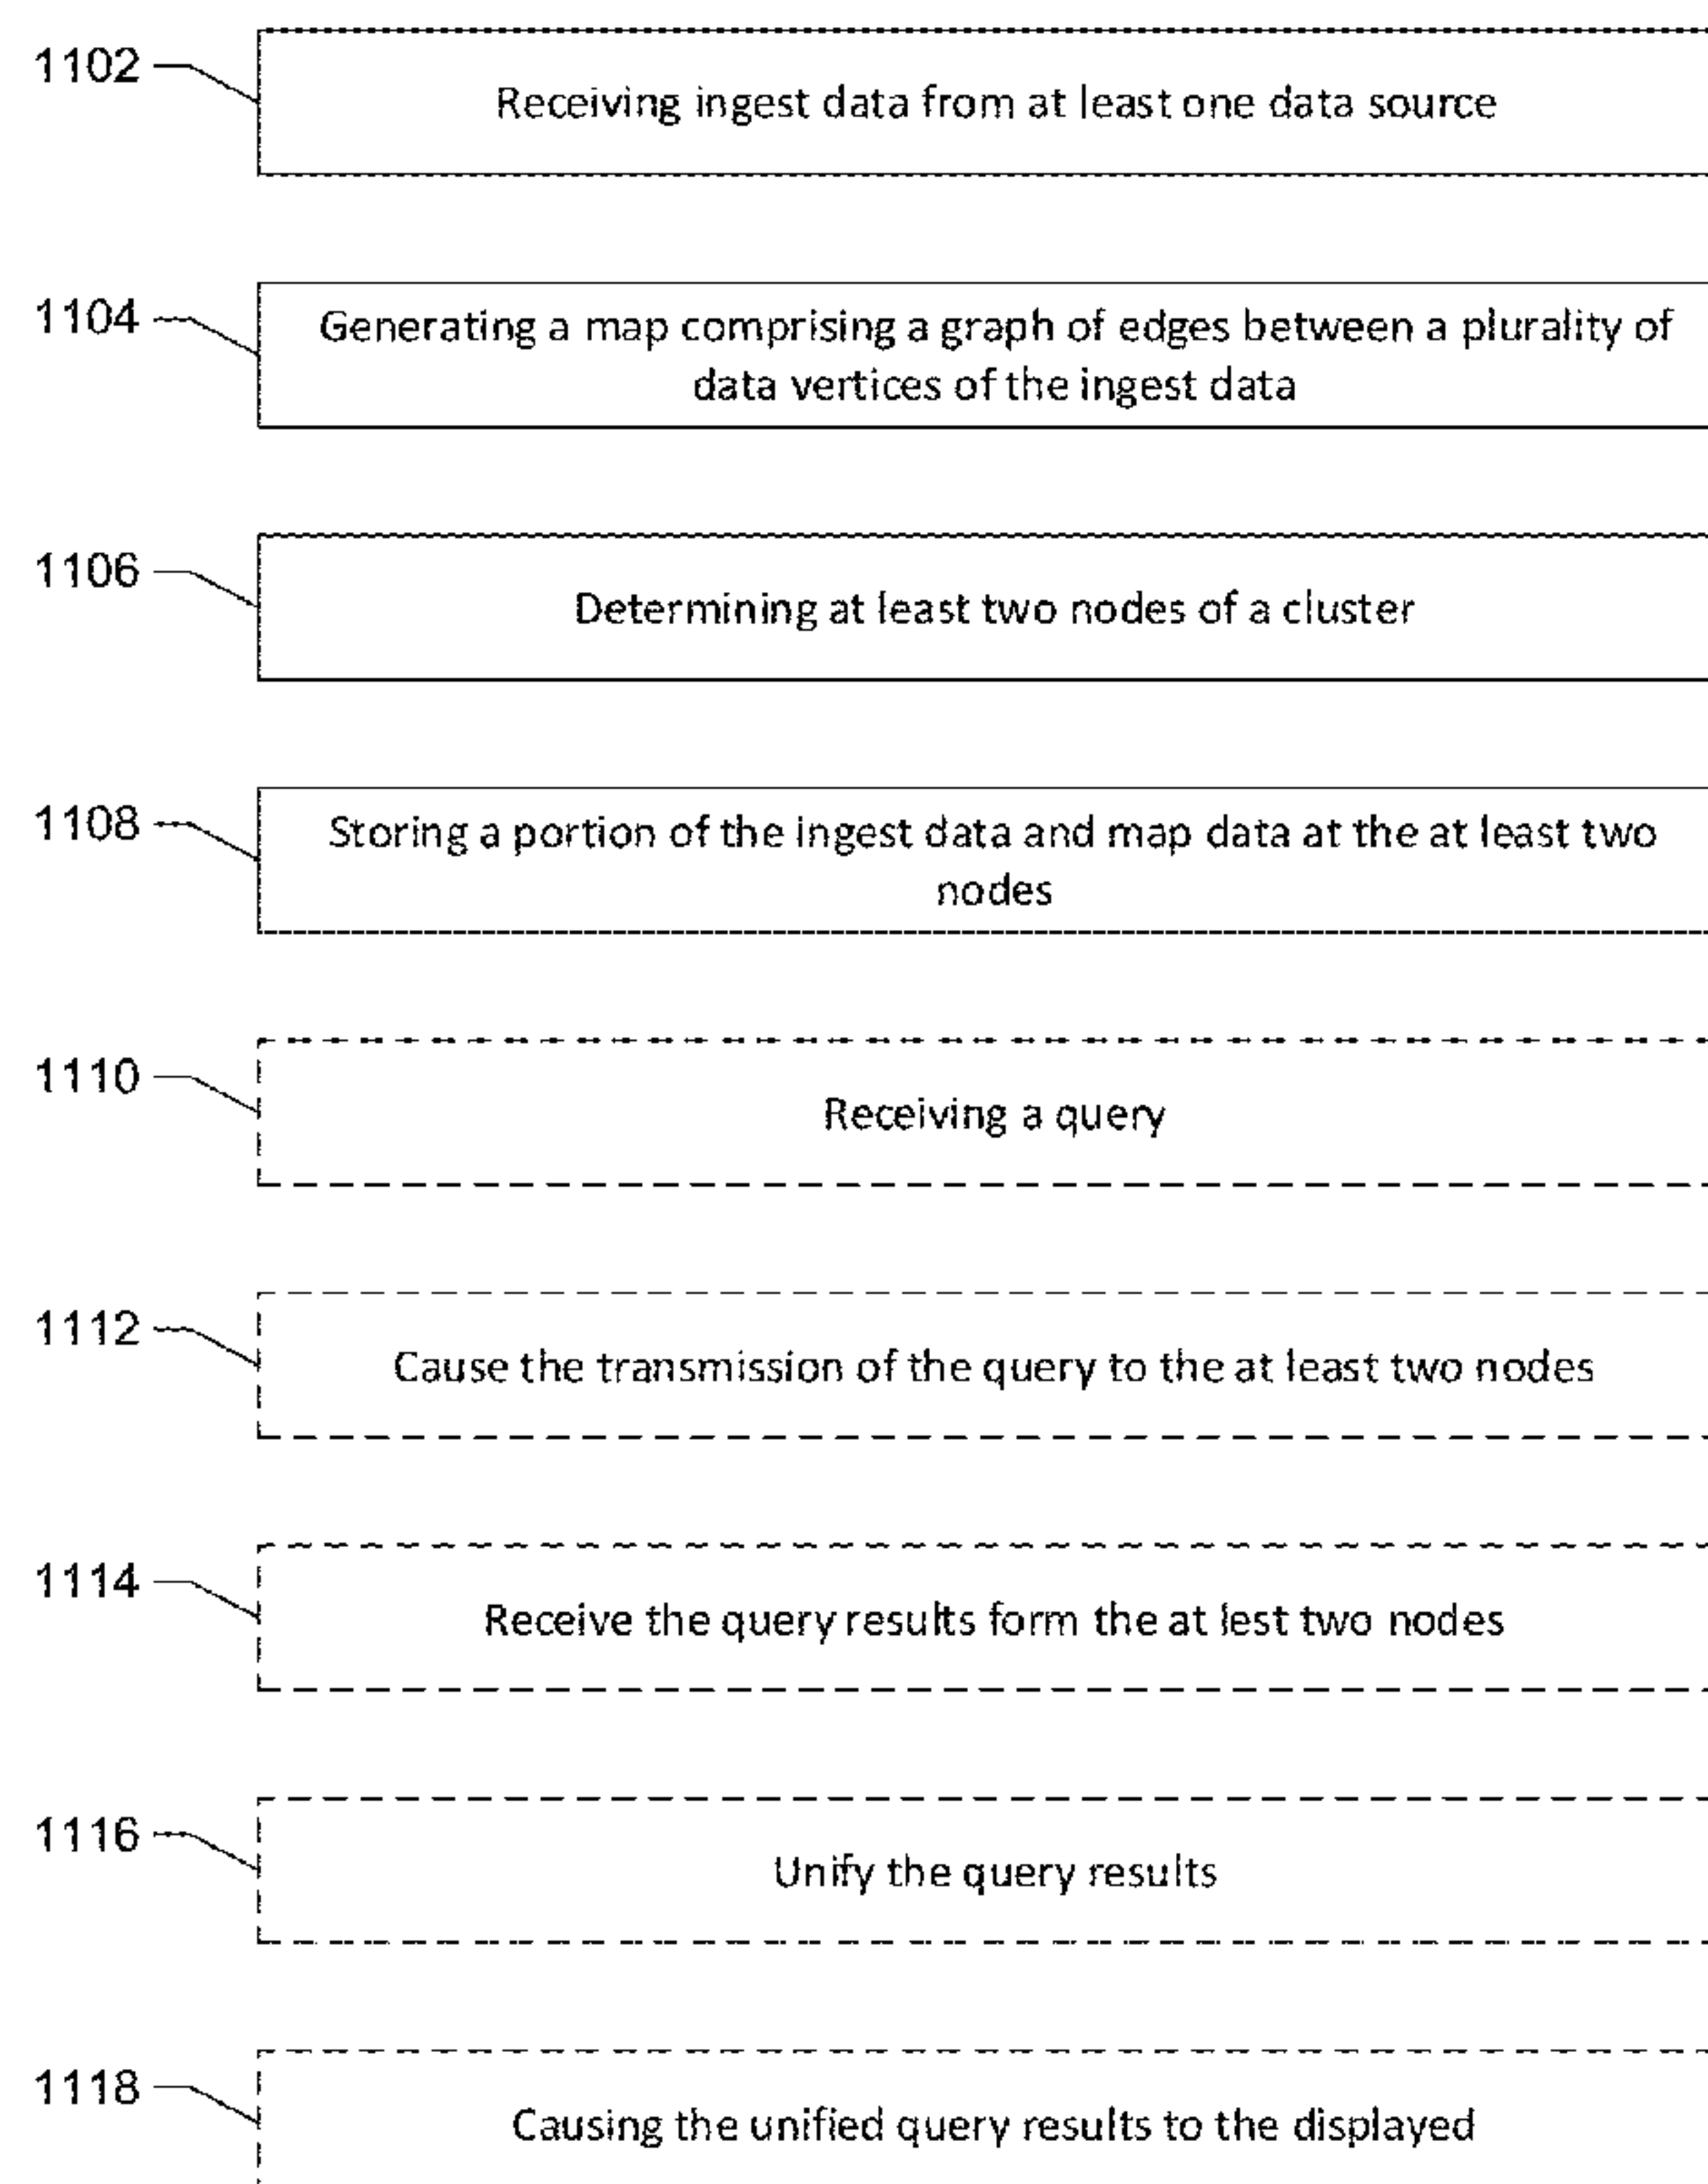 1102
Receiving ingest data from at least one data source
1104
Generating a map comprising a graph of edges between a plurality of
data vertices of the ingest data
1106
Determining at least two nodes of a cluster
1108
Storing a portion of the ingest data and map data at the at least two
nodes
1110
Receiving a query
1112
Cause the transmission of the query to the at least two nodes
1114
Receive the query results form the at lest two nodes
1116
Unify the query results
1118
Causing the unified query results to the displayed